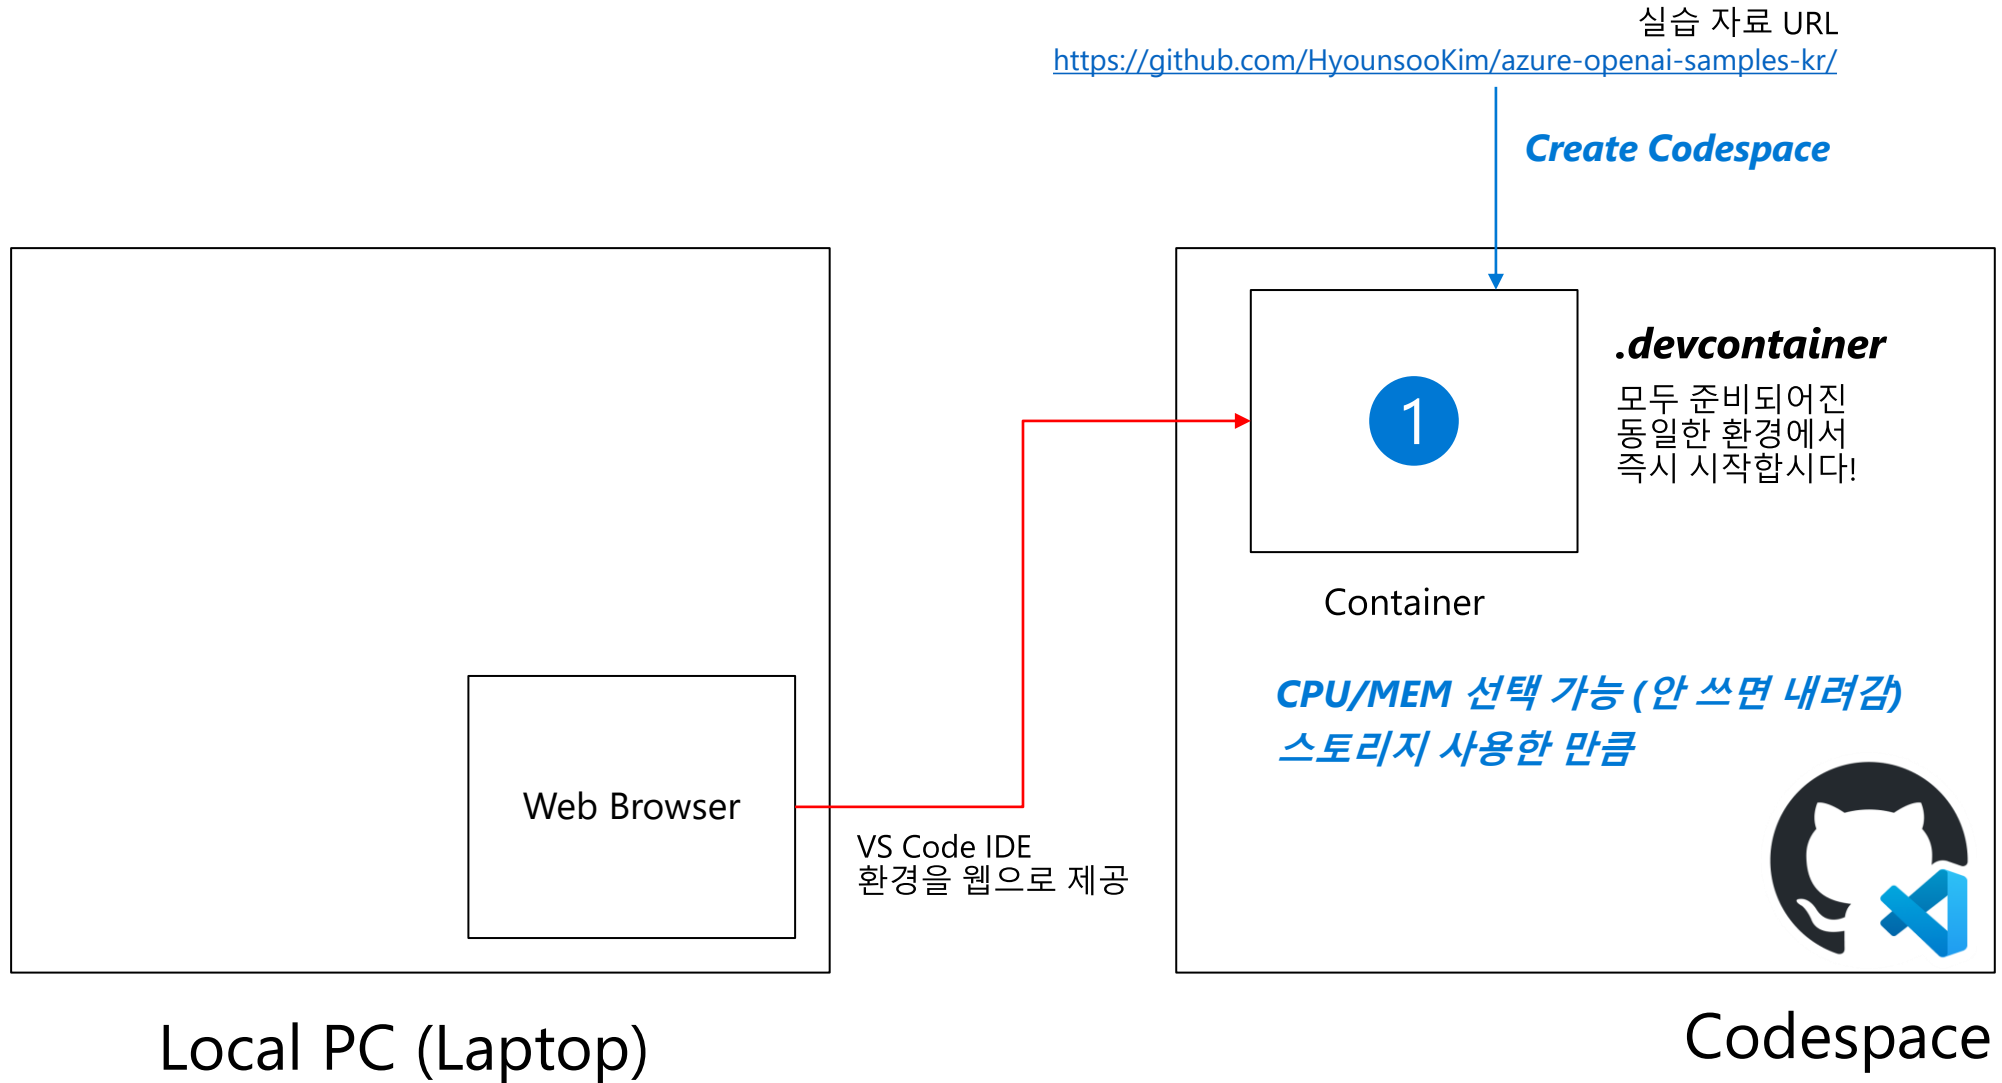 실습 자료 URL
https://github.com/HyounsooKim/azure-openai-samples-kr/
Create Codespace
1
.devcontainer
모두 준비되어진
동일한 환경에서
즉시 시작합시다!
Container
CPU/MEM 선택 가능 (안 쓰면 내려감)
스토리지 사용한 만큼
Web Browser
VS Code IDE
환경을 웹으로 제공
Local PC (Laptop)
Codespace